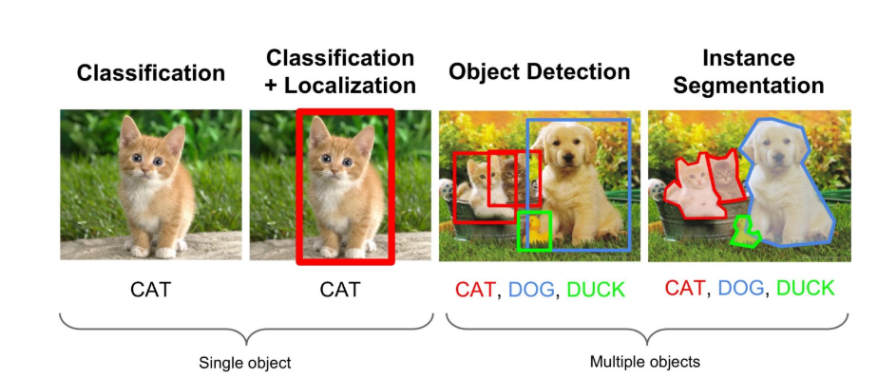 Classification
Classification
+ Localization
Object Detection
Instance
Segmentation
CAT
CAT
CAT, DOG, DUCK
CAT, DOG, DUCK
Single object
Multiple objects